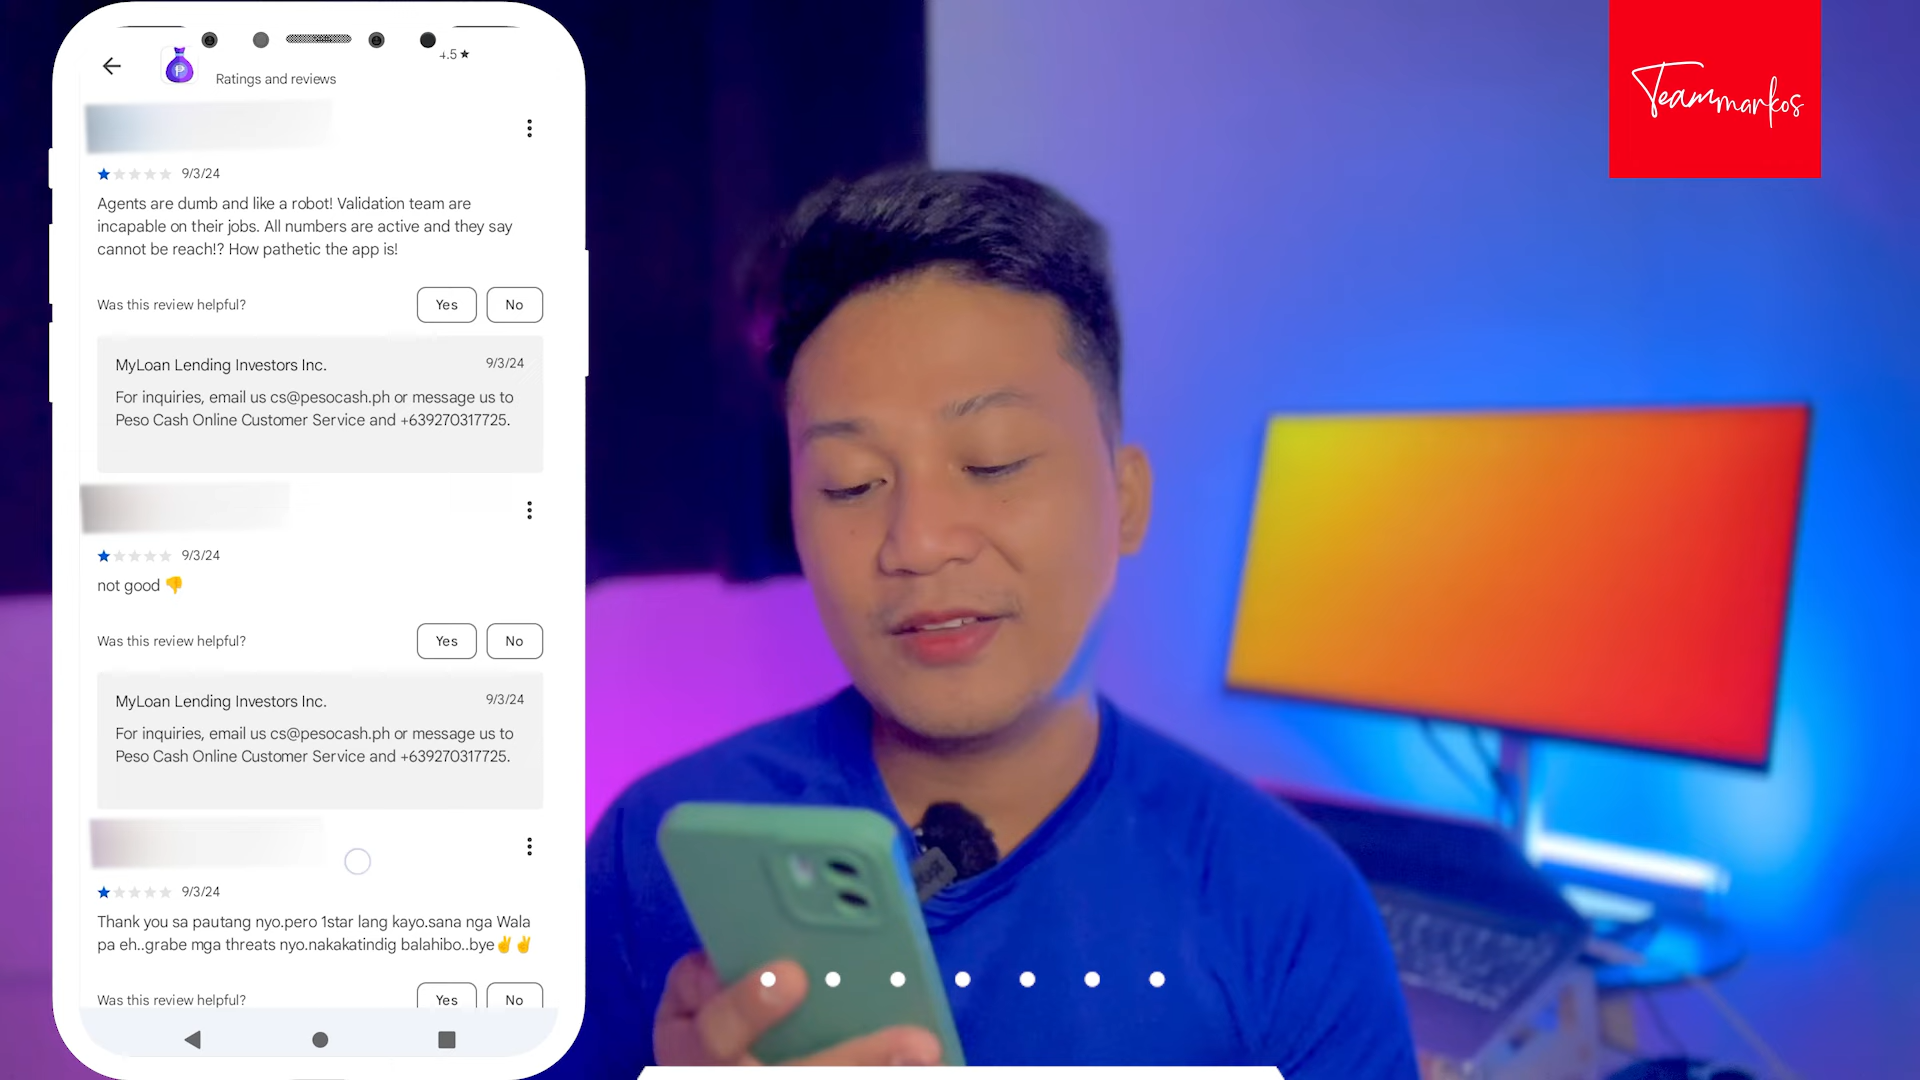 4.5 ★
Ratings and reviews
9/3/24
Agents are dumb and like a robot! Validation team are
incapable on their jobs. All numbers are active and they say
cannot be reach!? How pathetic the app is!
Was this review helpful?
Yes
No
MyLoan Lending Investors Inc.
9/3/24
For inquiries, email us cs@pesocash.ph or message us to
Peso Cash Online Customer Service and +639270317725.
9/3/24
not good 👎
Was this review helpful?
Yes
No
MyLoan Lending Investors Inc.
9/3/24
For inquiries, email us cs@pesocash.ph or message us to
Peso Cash Online Customer Service and +639270317725.
9/3/24
Thank you sa pautang nyo.pero 1star lang kayo.sana nga Wala
pa eh..grabe mga threats nyo.nakakatindig balahibo..bye✌️✌️
Was this review helpful?
Yes
No
Teammarkos